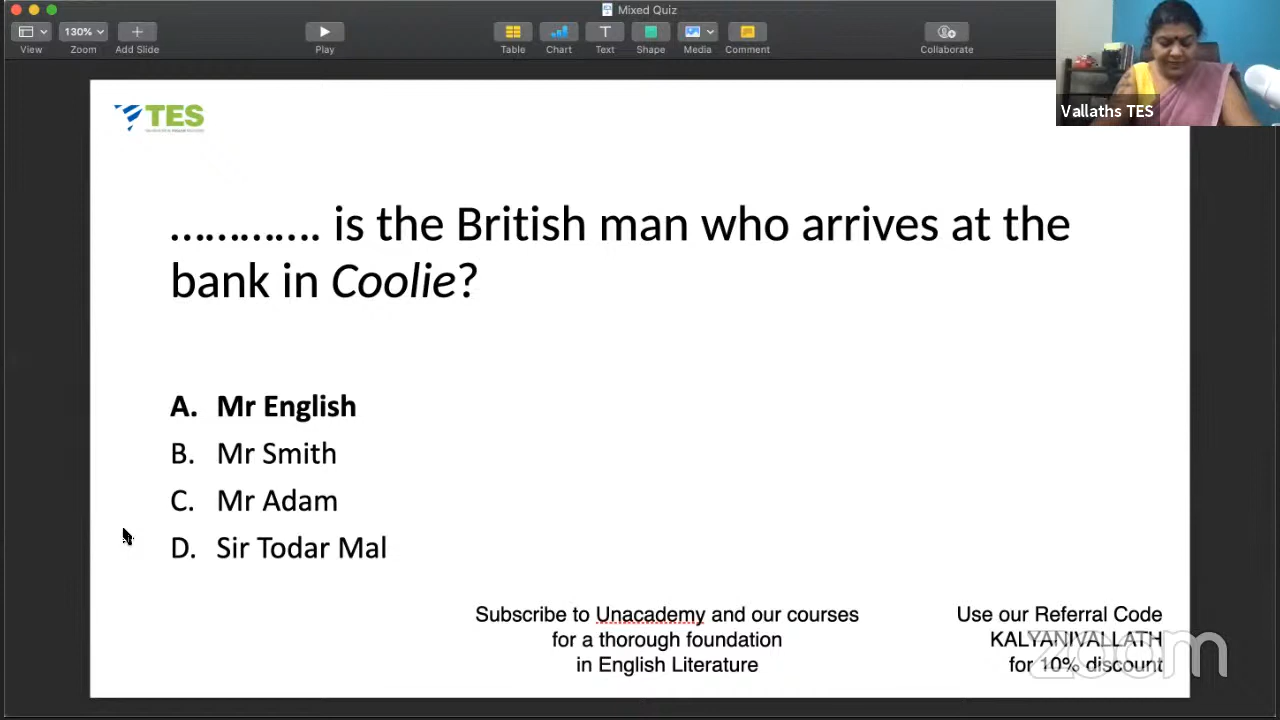 Mixed Quiz
130%
View
Zoom
Add Slide
Play
Table
Chart
Text
Shape
Media
Comment
Collaborate
Vallaths TES
TES
............. is the British man who arrives at the
bank in Coolie?
A. Mr English
B. Mr Smith
C. Mr Adam
D. Sir Todar Mal
Subscribe to Unacademy and our courses
for a thorough foundation
in English Literature
Use our Referral Code
KALYANIVALLATH
for 10% discount
zoom